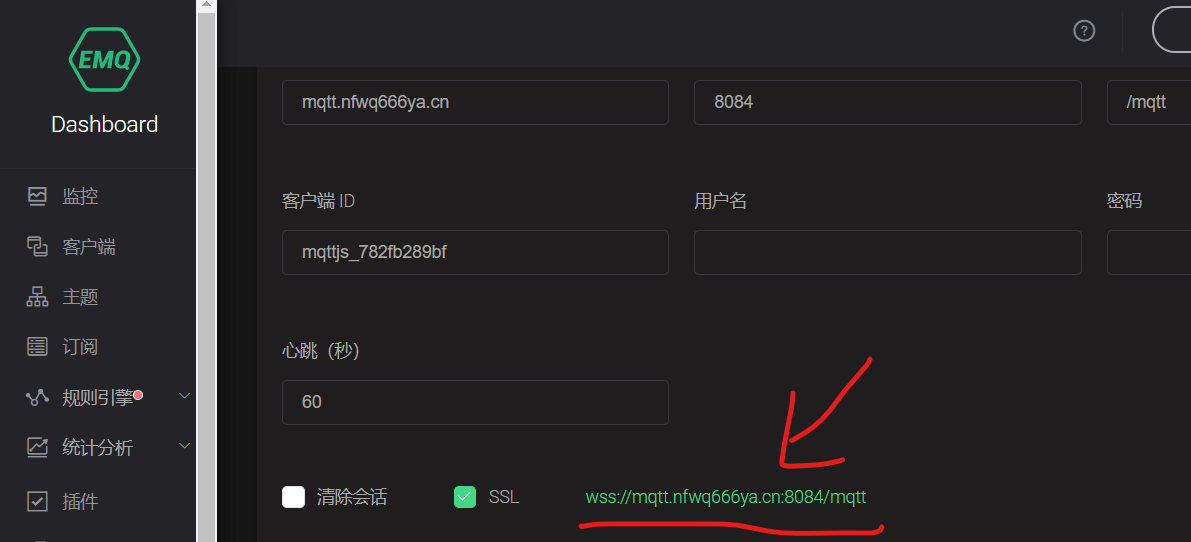 EMQ
Dashboard
监控
客户端
主题
订阅
规则引擎
统计分析
插件
?
mqtt.nfwq666ya.cn
8084
/mqtt
客户端 ID
用户名
密码
mqttjs_782fb289bf
心跳（秒）
60
清除会话
SSL
wss://mqtt.nfwq666ya.cn:8084/mqtt